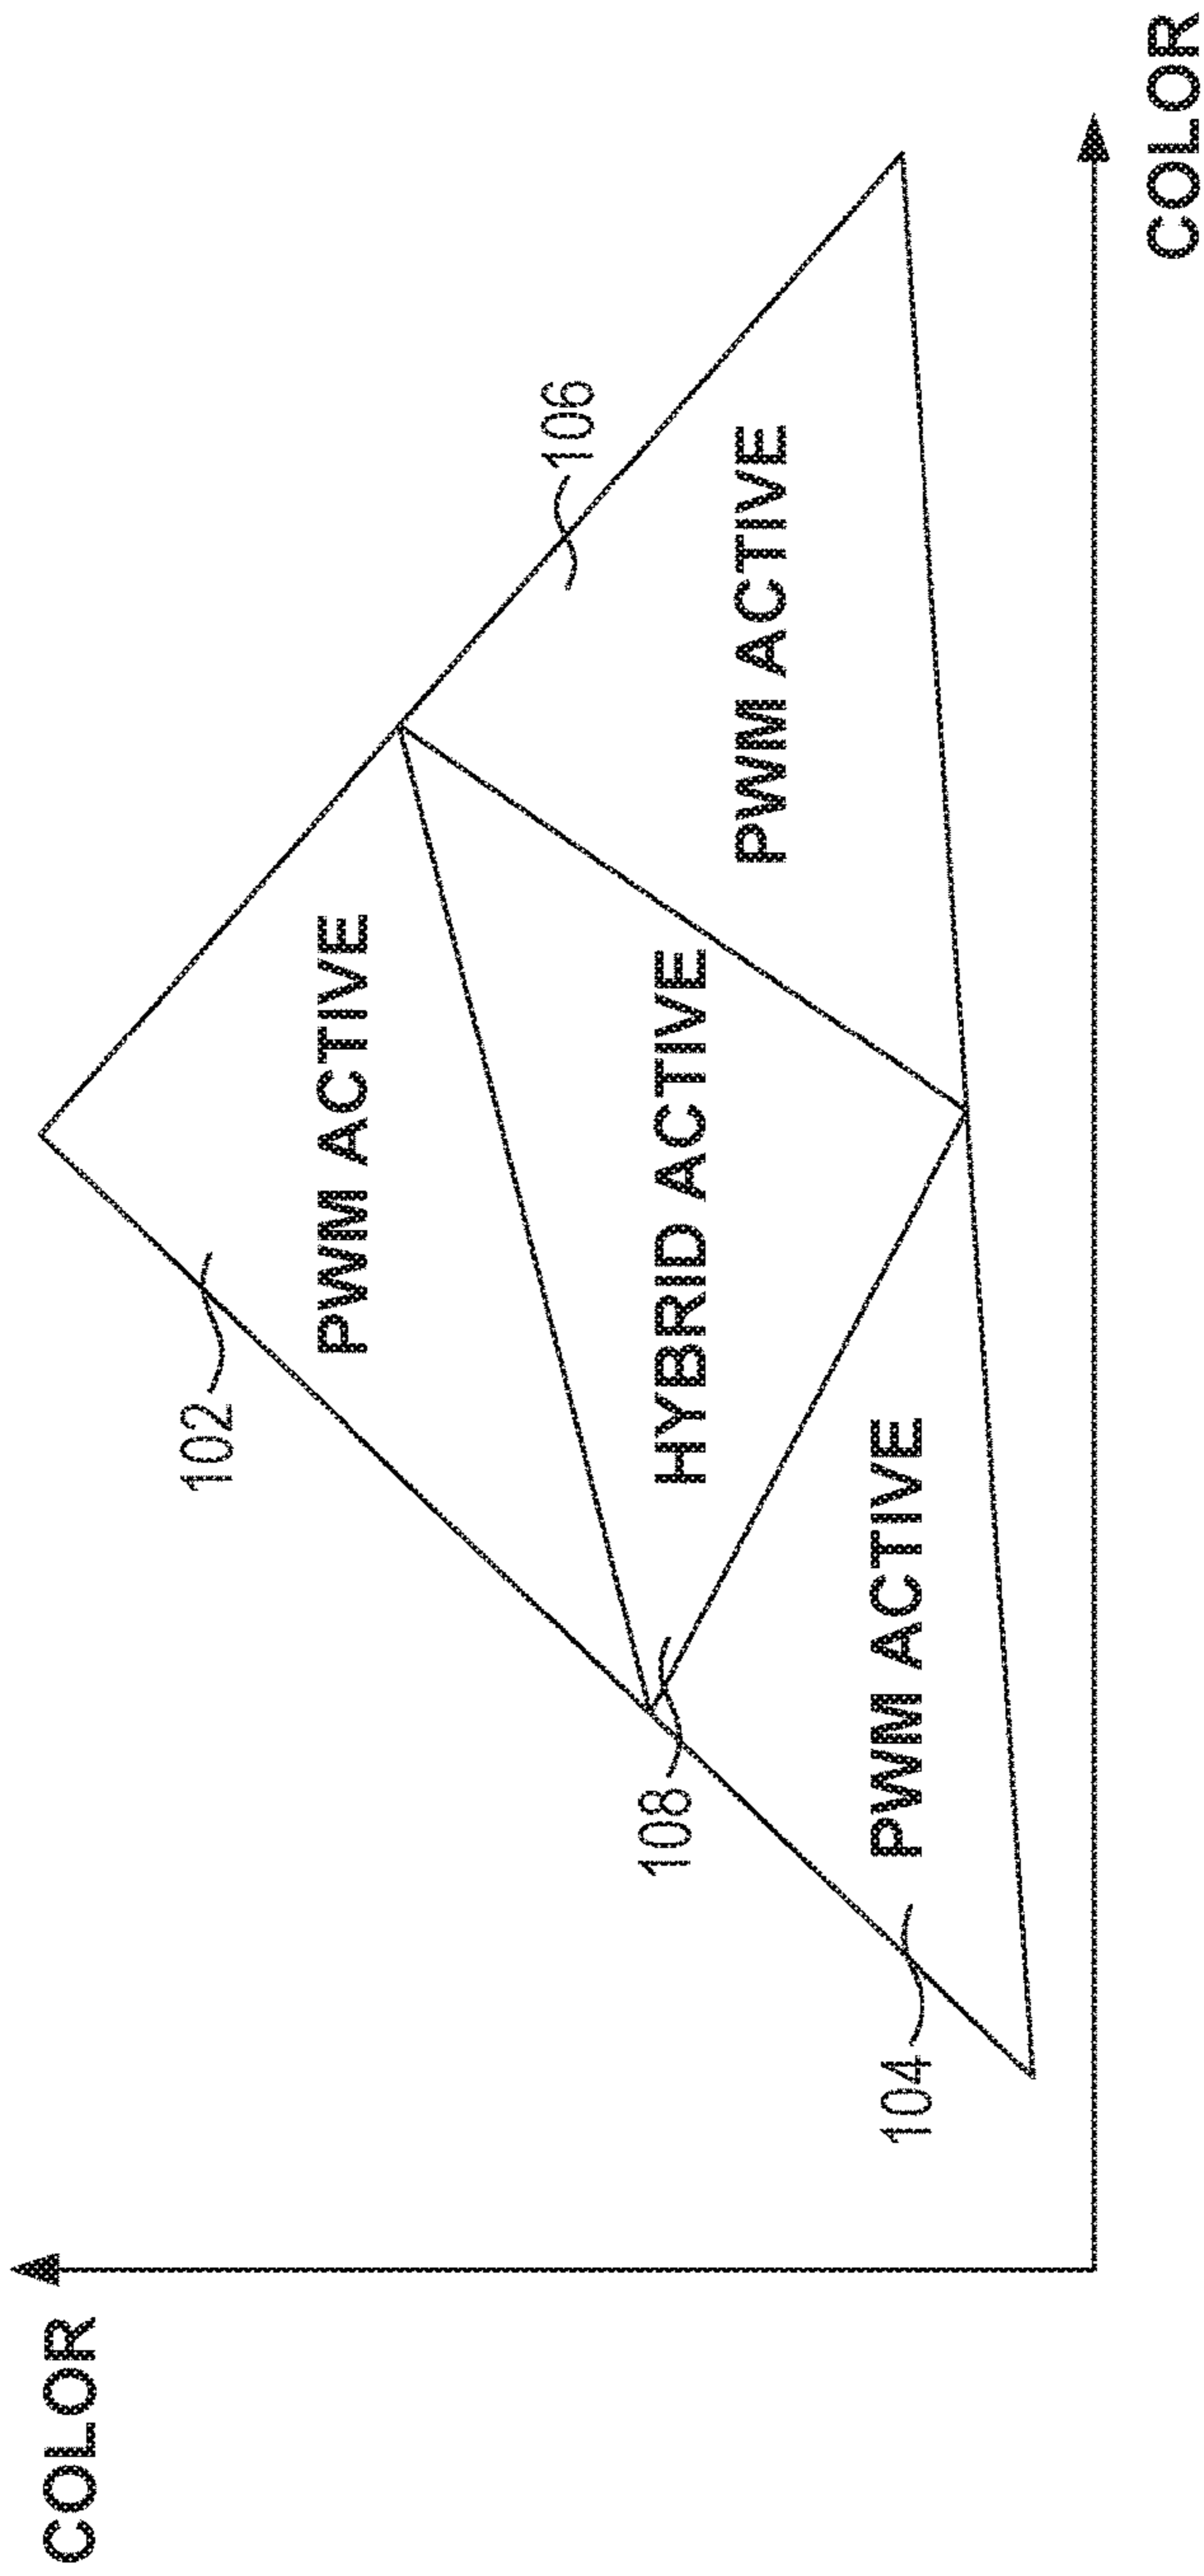 COLOR
102
PWM ACTIVE
106
108
HYBRID ACTIVE
PWM ACTIVE
104
PWM ACTIVE
COLOR